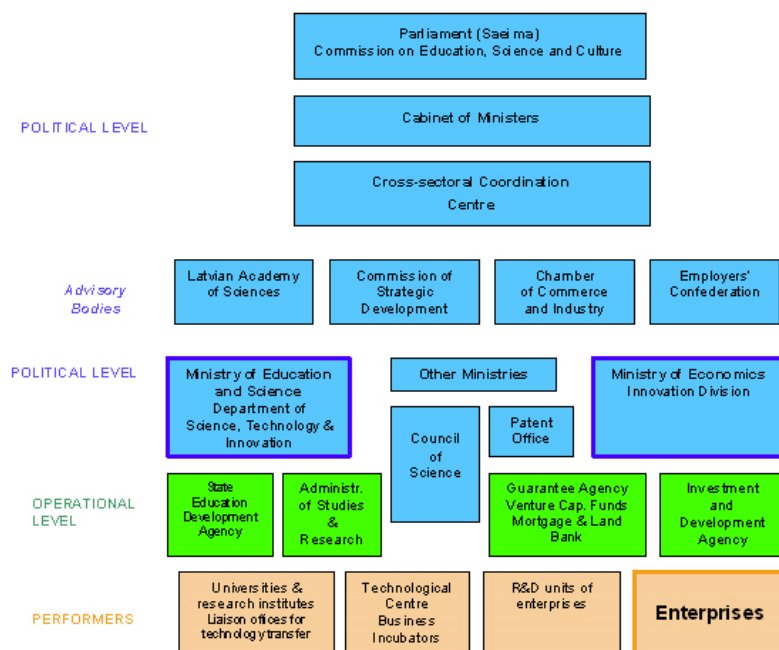 Parliament (Saeima)
Commission on Education, Science and Culture
POLITICAL LEVEL
Cabinet of Ministers
Cross-sectoral Coordination
Centre
Advisory
Bodies
Latvian Academy
of Sciences
Commission of
Strategic
Development
Chamber
of Commerce
and Industry
Employers'
Confederation
POLITICAL LEVEL
Ministry of Education
and Science
Department of
Science, Technology &
Innovation
Other Ministries
Council
of
Science
Patent
Office
Ministry of Economics
Innovation Division
OPERATIONAL
LEVEL
State
Education
Development
Agency
Administr.
of Studies
&
Research
Guarantee Agency
Venture Cap. Funds
Mortgage & Land
Bank
Investment
and
Development
Agency
PERFORMERS
Universities &
research institutes
Liaison offices for
technology transfer
Technological
Centre
Business
Incubators
R&D units of
enterprises
Enterprises